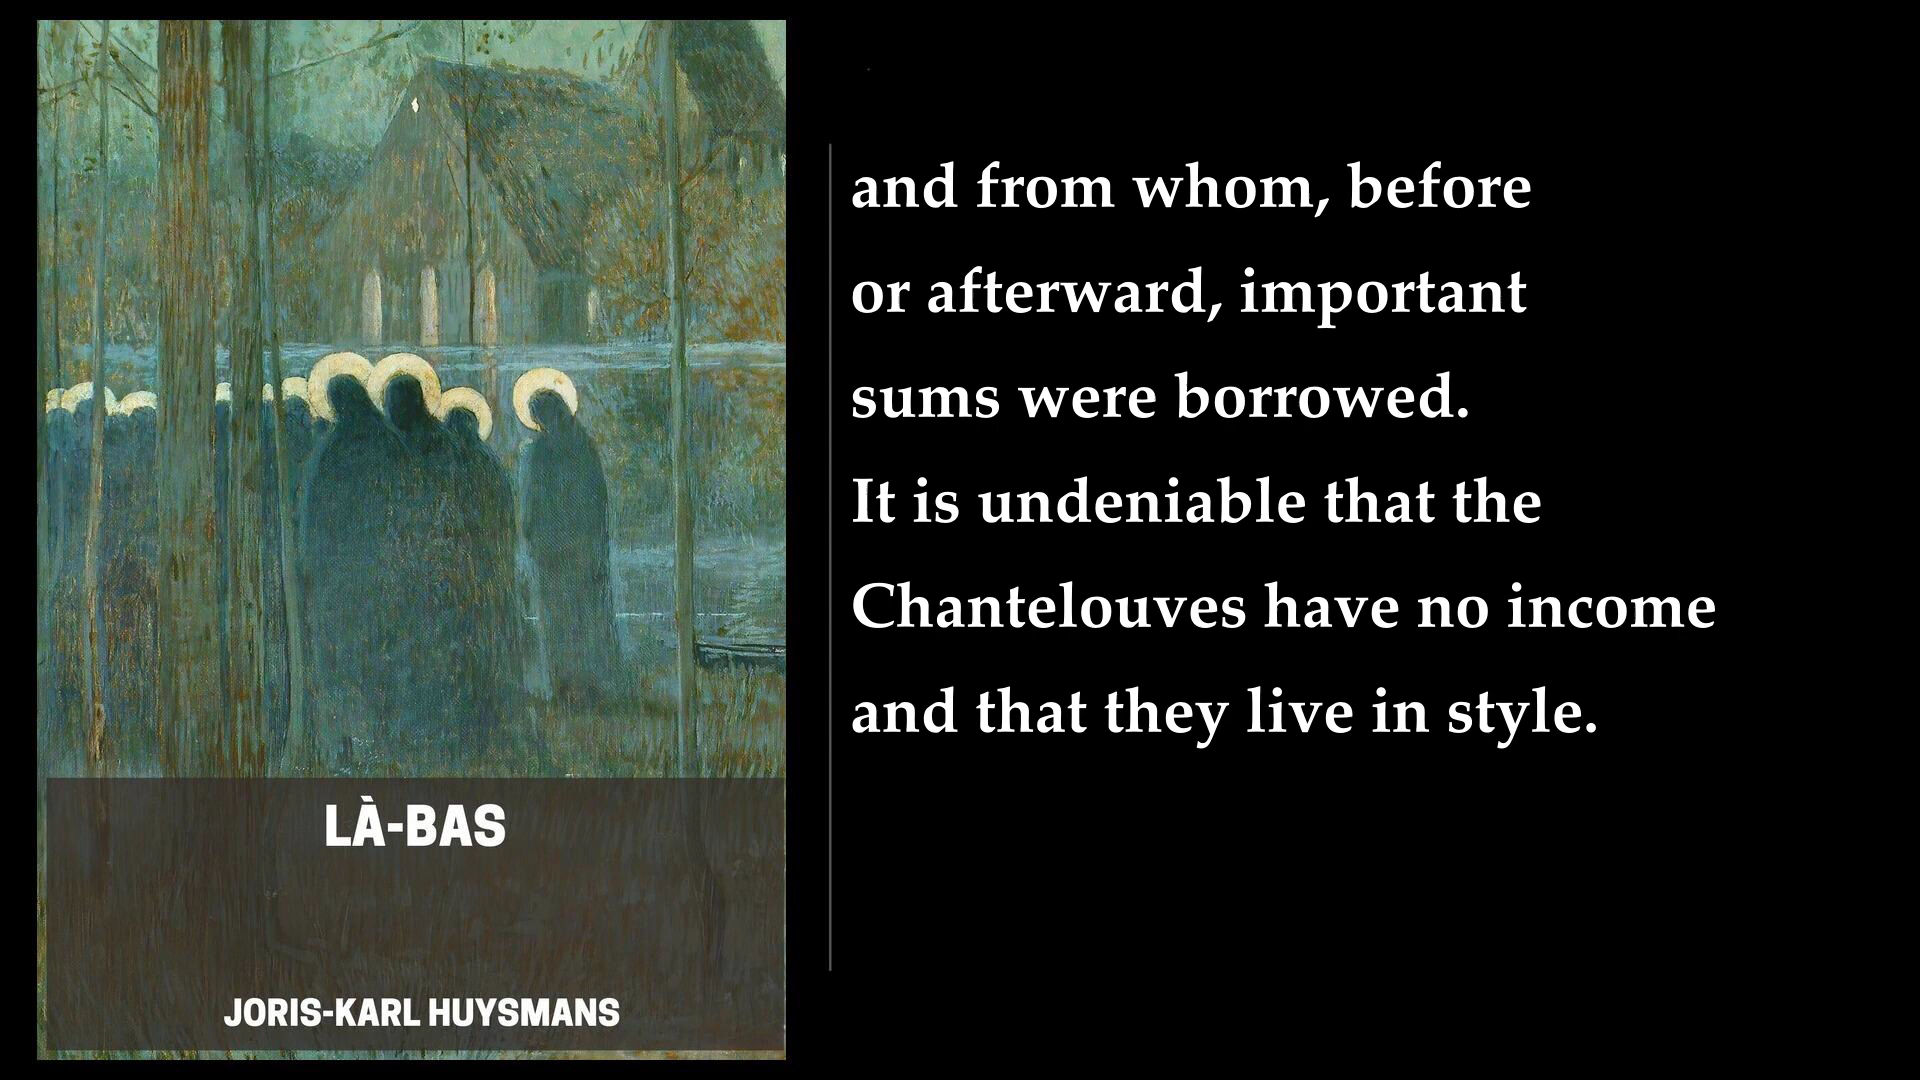 LÀ-BAS
JORIS-KARL HUYSMANS
and from whom, before
or afterward, important
sums were borrowed.
It is undeniable that the
Chantelouves have no income
and that they live in style.